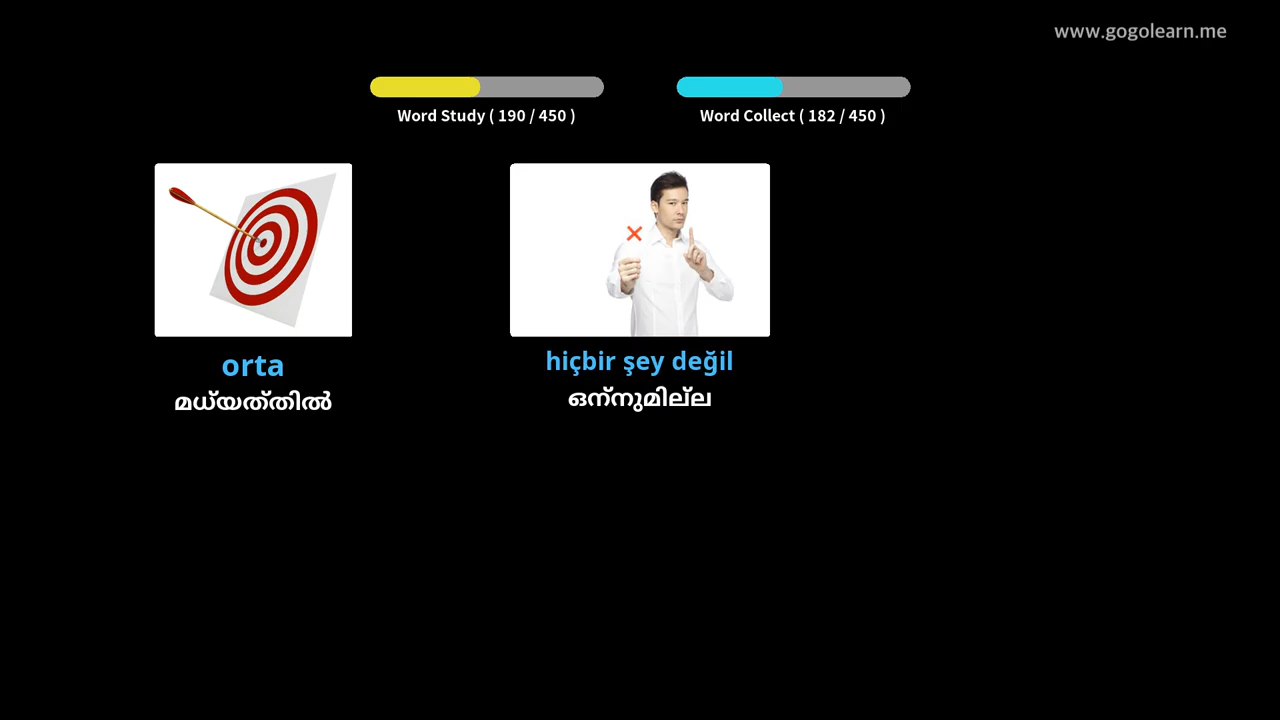 www.gogolearn.me
Word Study ( 190 / 450 )
Word Collect ( 182 / 450 )
orta
മധ്യത്തിൽ
hiçbir şey değil
ഒന്നുമില്ല